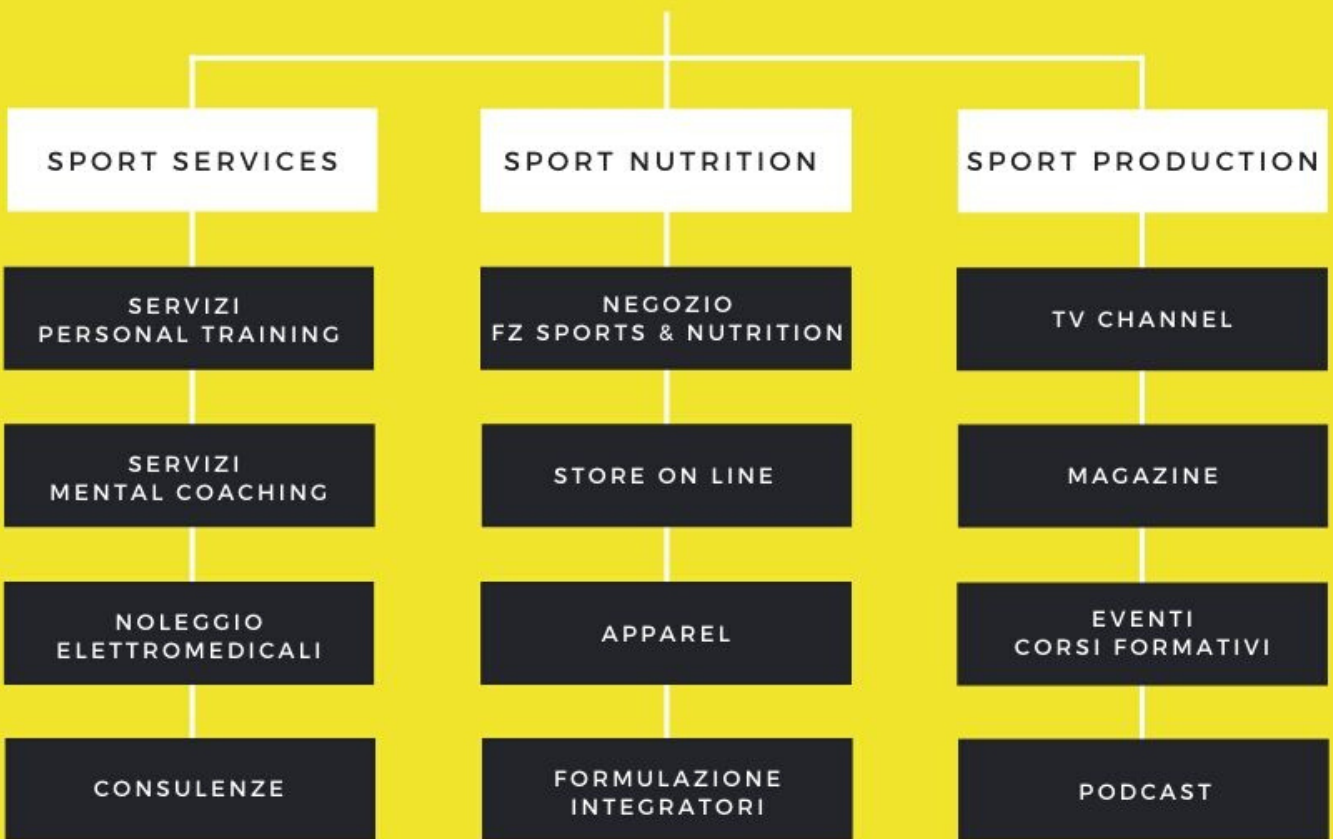 SPORT SERVICES
SERVIZI
PERSONAL TRAINING
SERVIZI
MENTAL COACHING
NOLEGGIO
ELETTROMEDICALI
CONSULENZE
SPORT NUTRITION
NEGOZIO
FZ SPORTS & NUTRITION
STORE ON LINE
APPAREL
FORMULAZIONE
INTEGRATORI
SPORT PRODUCTION
TV CHANNEL
MAGAZINE
EVENTI
CORSI FORMATIVI
PODCAST